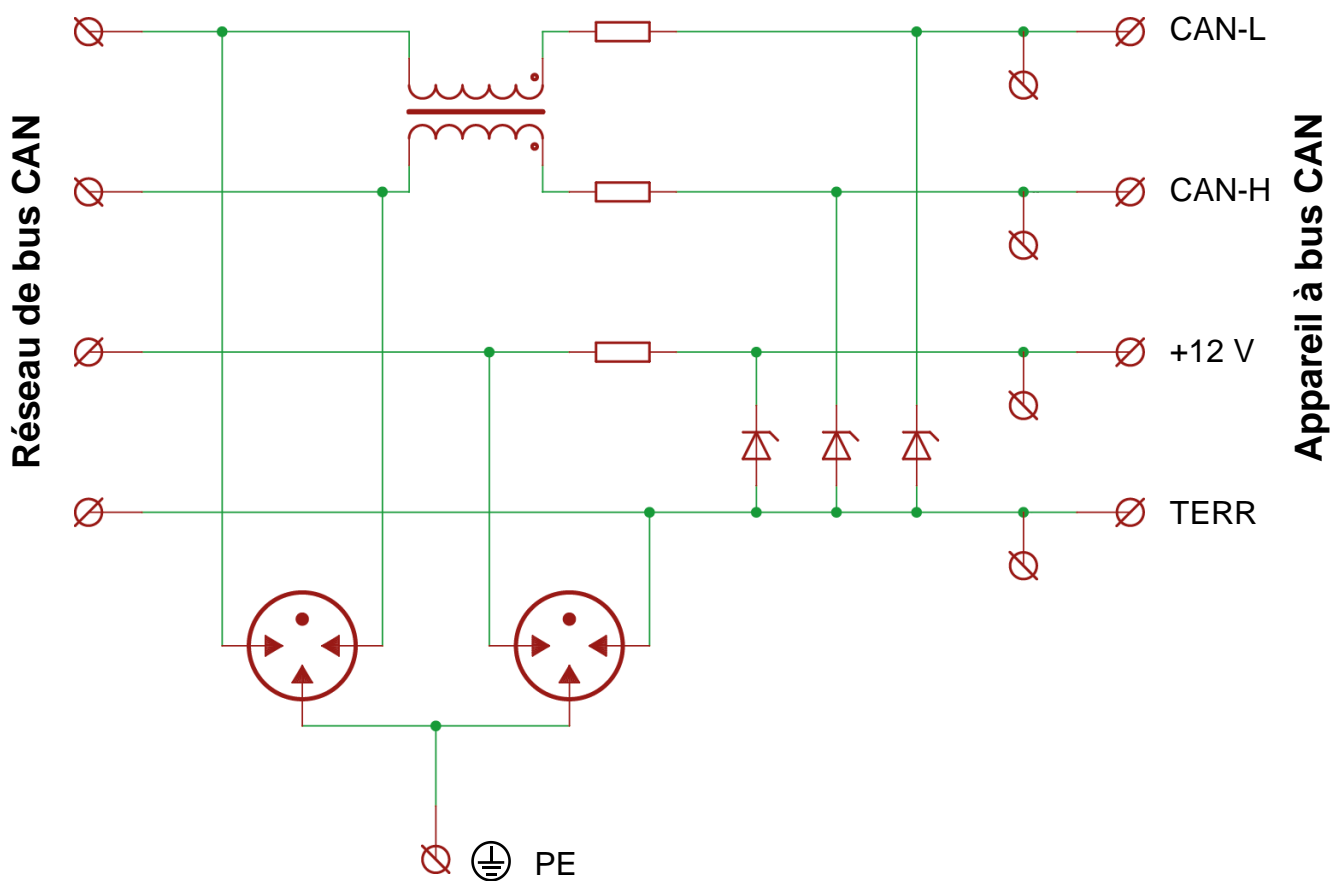 CAN-L
Réseau de bus CAN
CAN-H
Appareil à bus CAN
+12 V
TERR
PE